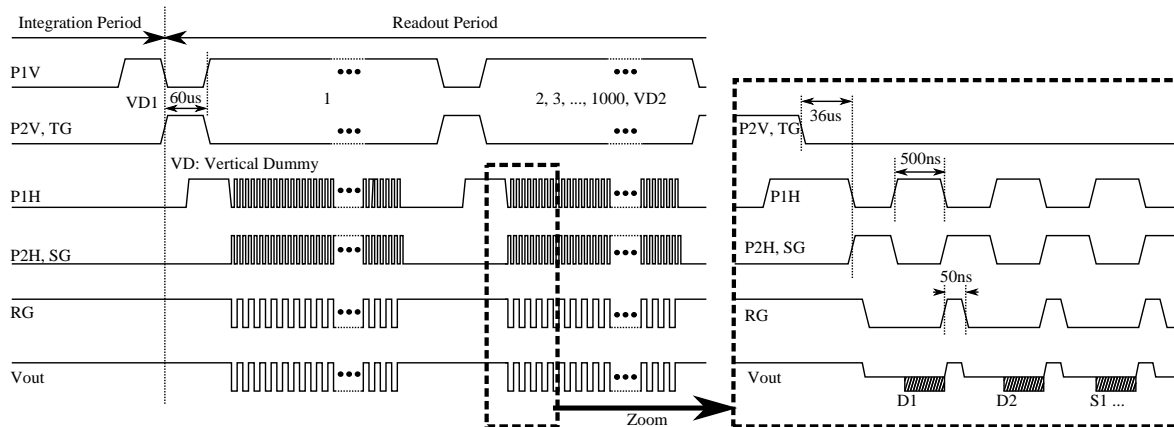 Integration Period
Readout Period
P1V
VD1
60us
1
2, 3, ..., 1000, VD2
P2V, TG
VD: Vertical Dummy
P1H
P2H, SG
RG
Vout
Zoom
36us
P2V, TG
500ns
P1H
P2H, SG
50ns
RG
Vout
D1
D2
S1 ...